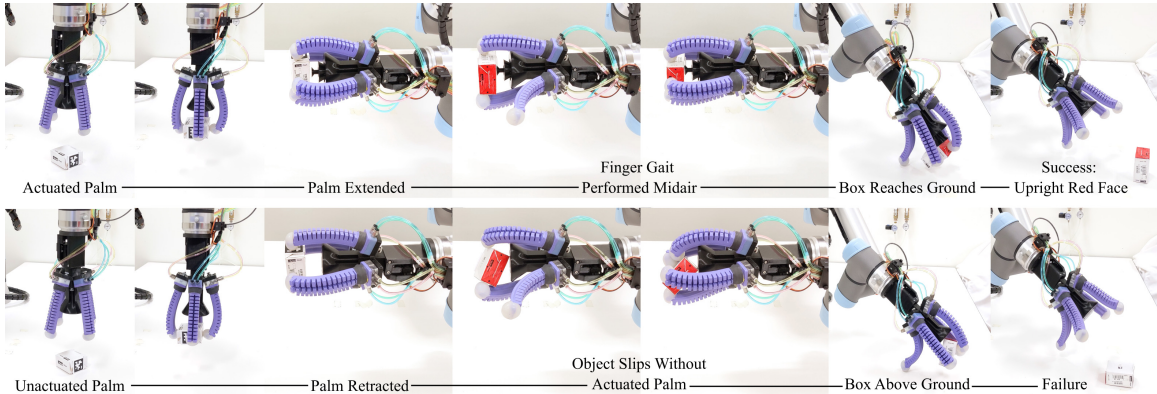 Finger Gait
Success:
Actuated Palm
Palm Extended
Performed Midair
Box Reaches Ground
Upright Red Face
Object Slips Without
Unactuated Palm
Palm Retracted
Actuated Palm
Box Above Ground
Failure